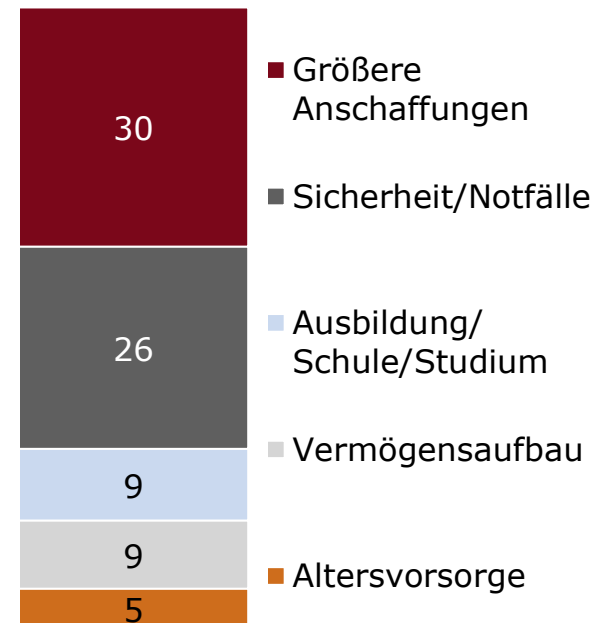 30
26
9
9
5
Größere
Anschaffungen
Sicherheit/Notfälle
Ausbildung/
Schule/Studium
Vermögensaufbau
Altersvorsorge